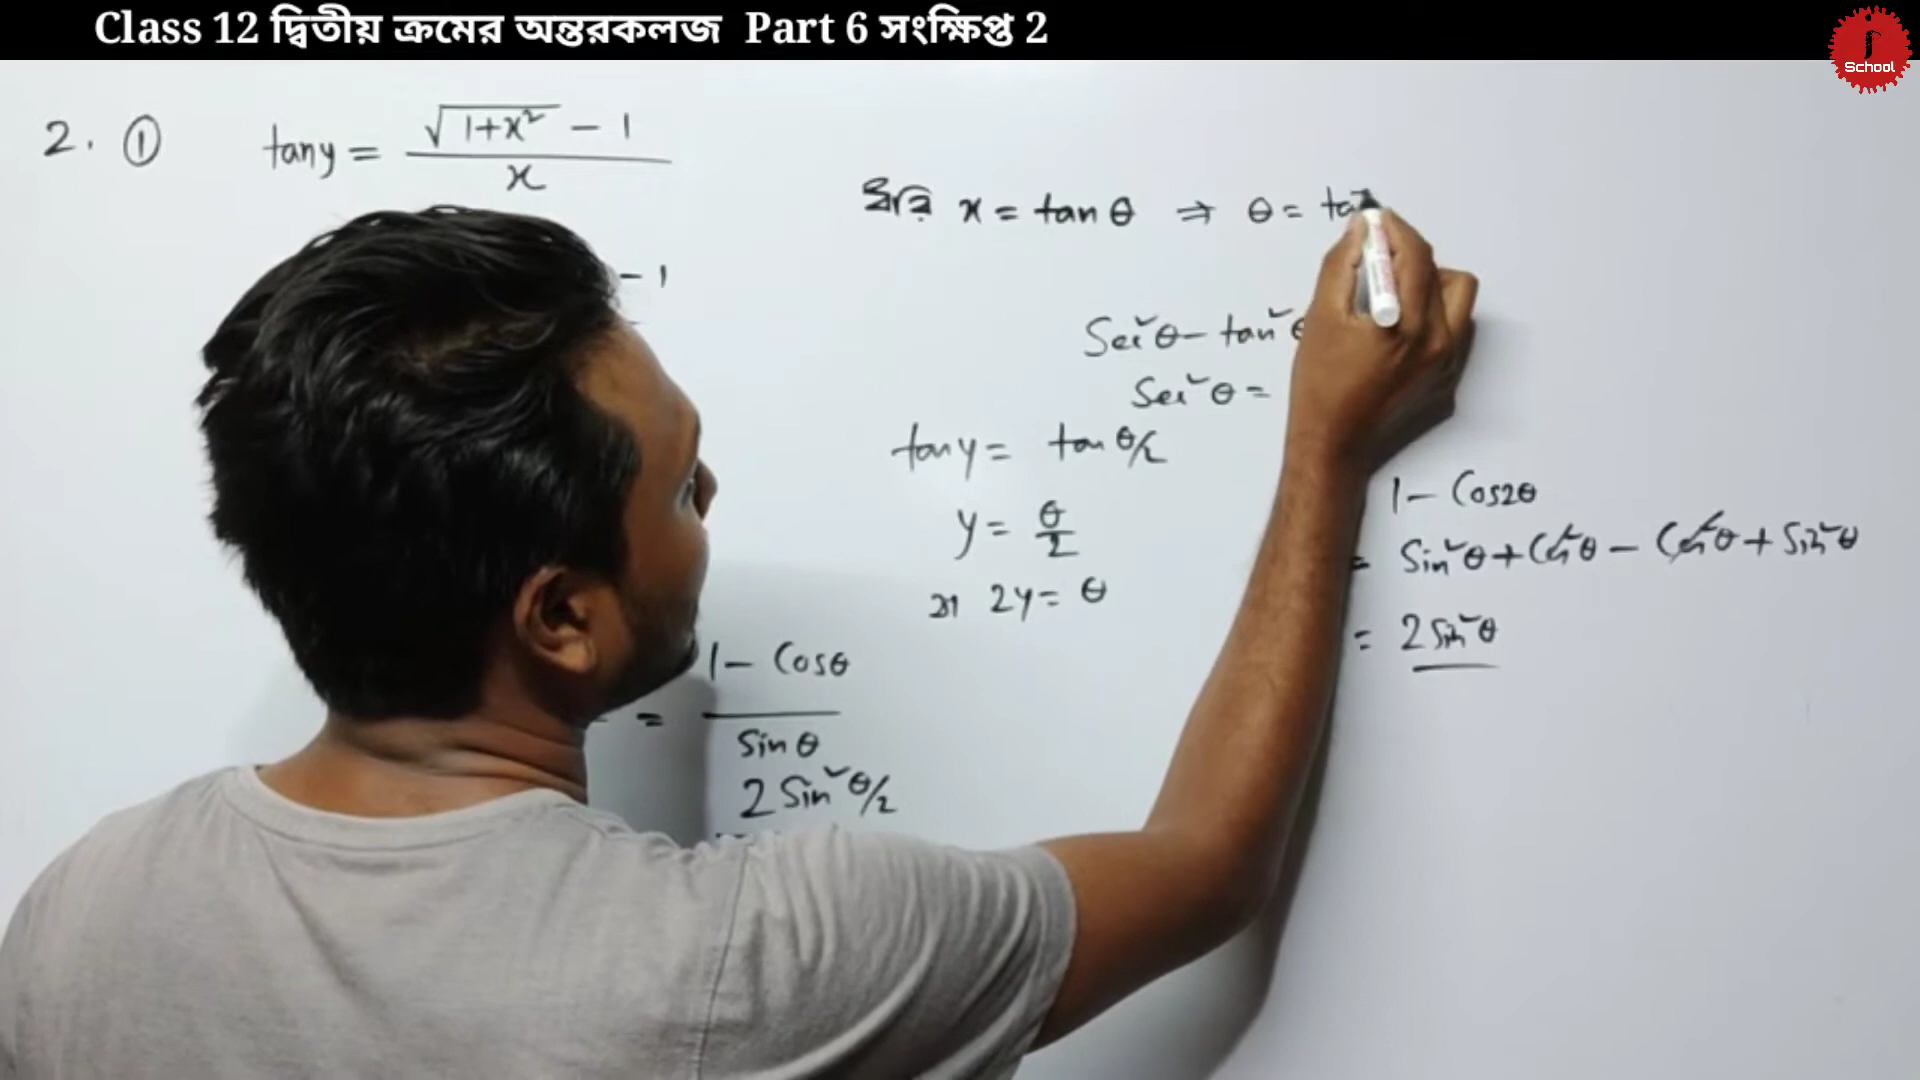 Class 12 দ্বিতীয় ক্রমের অন্তরকলজ Part 6 সংক্ষিপ্ত 2
School
2. ① tany = (√(1+x²) - 1)/x
ধরি x = tan θ ⇒ θ = ta
- 1
Sec²θ - tan²θ
Sec²θ =
tany = tan θ/2
y = θ/2
বা 2y = θ
1 - Cos2θ
= Sin²θ + Cos²θ - Cos²θ + Sin²θ
= 2 Sin²θ
= (1 - Cosθ)/Sin θ
2 Sin²θ/2